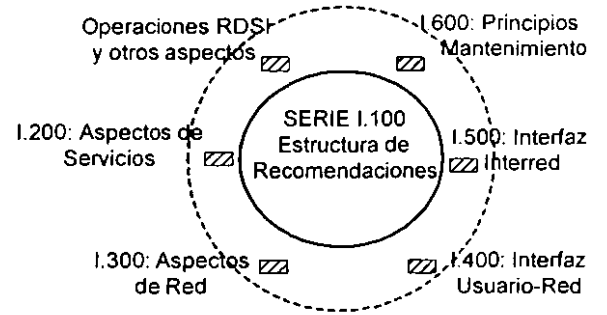 Operaciones RDSI
y otros aspectos
I.600: Principios
Mantenimiento
SERIE I.100
Estructura de
Recomendaciones
I.200: Aspectos de
Servicios
I.500: Interfaz
Interred
I.300: Aspectos
de Red
I.400: Interfaz
Usuario-Red